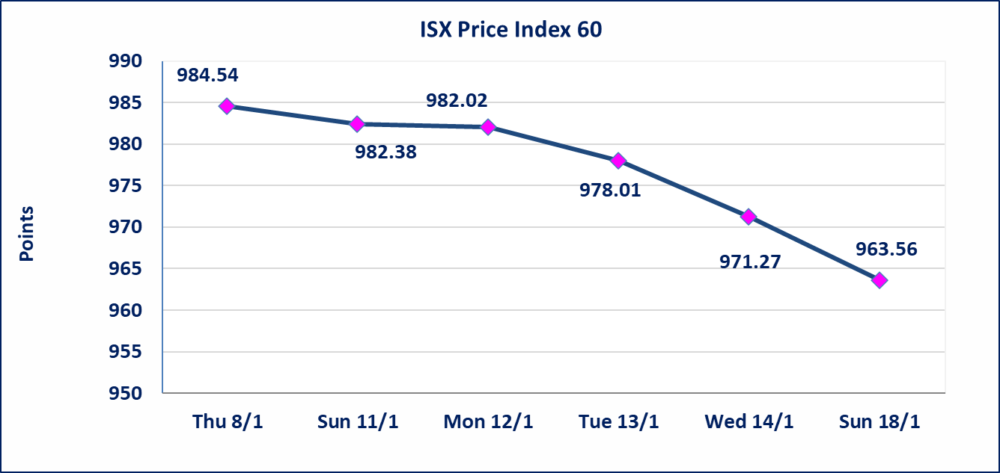 ISX Price Index 60
Points
990
985
980
975
970
965
960
955
950
984.54
982.38
982.02
978.01
971.27
963.56
Thu 8/1
Sun 11/1
Mon 12/1
Tue 13/1
Wed 14/1
Sun 18/1